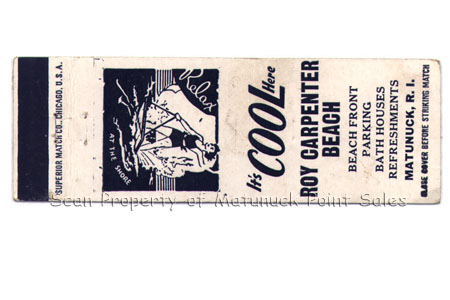 SUPERIOR MATCH CO., CHICAGO, U.S.A.
Relax
AT THE SHORE
It's COOL Here
ROY CARPENTER
BEACH
BEACH FRONT
PARKING
BATH HOUSES
REFRESHMENTS
MATUNUCK, R. I.
CLOSE COVER BEFORE STRIKING MATCH
Scan Property of Matunuck Point Sales